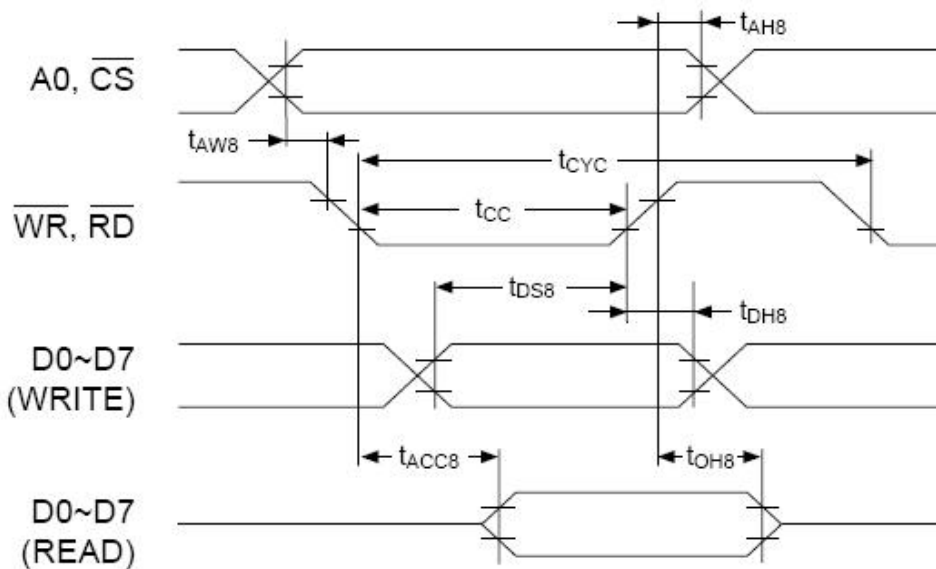 tAH8
A0, CS
tAW8
tCYC
WR, RD
tCC
tDS8
tDH8
D0~D7
(WRITE)
tACC8
tOH8
D0~D7
(READ)